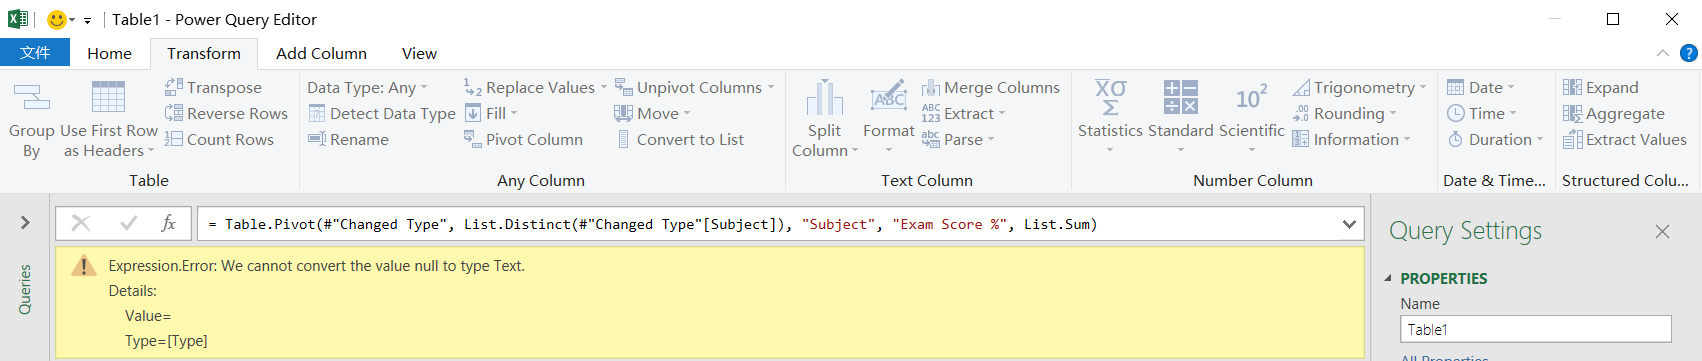 Table1 - Power Query Editor
文件 Home Transform Add Column View
Group By
Use First Row as Headers
Transpose
Reverse Rows
Count Rows
Table
Data Type: Any
Detect Data Type
Rename
Replace Values
Fill
Pivot Column
Unpivot Columns
Move
Convert to List
Any Column
Split Column
Format
Merge Columns
Extract
Parse
Text Column
Statistics
Standard
10² Scientific
Trigonometry
Rounding
Information
Number Column
Date
Time
Duration
Date & Time...
Expand
Aggregate
Extract Values
Structured Colu...
Queries
fx = Table.Pivot(#"Changed Type", List.Distinct(#"Changed Type"[Subject]), "Subject", "Exam Score %", List.Sum)
Expression.Error: We cannot convert the value null to type Text.
Details:
Value=
Type=[Type]
Query Settings
PROPERTIES
Name
Table1
All Properties